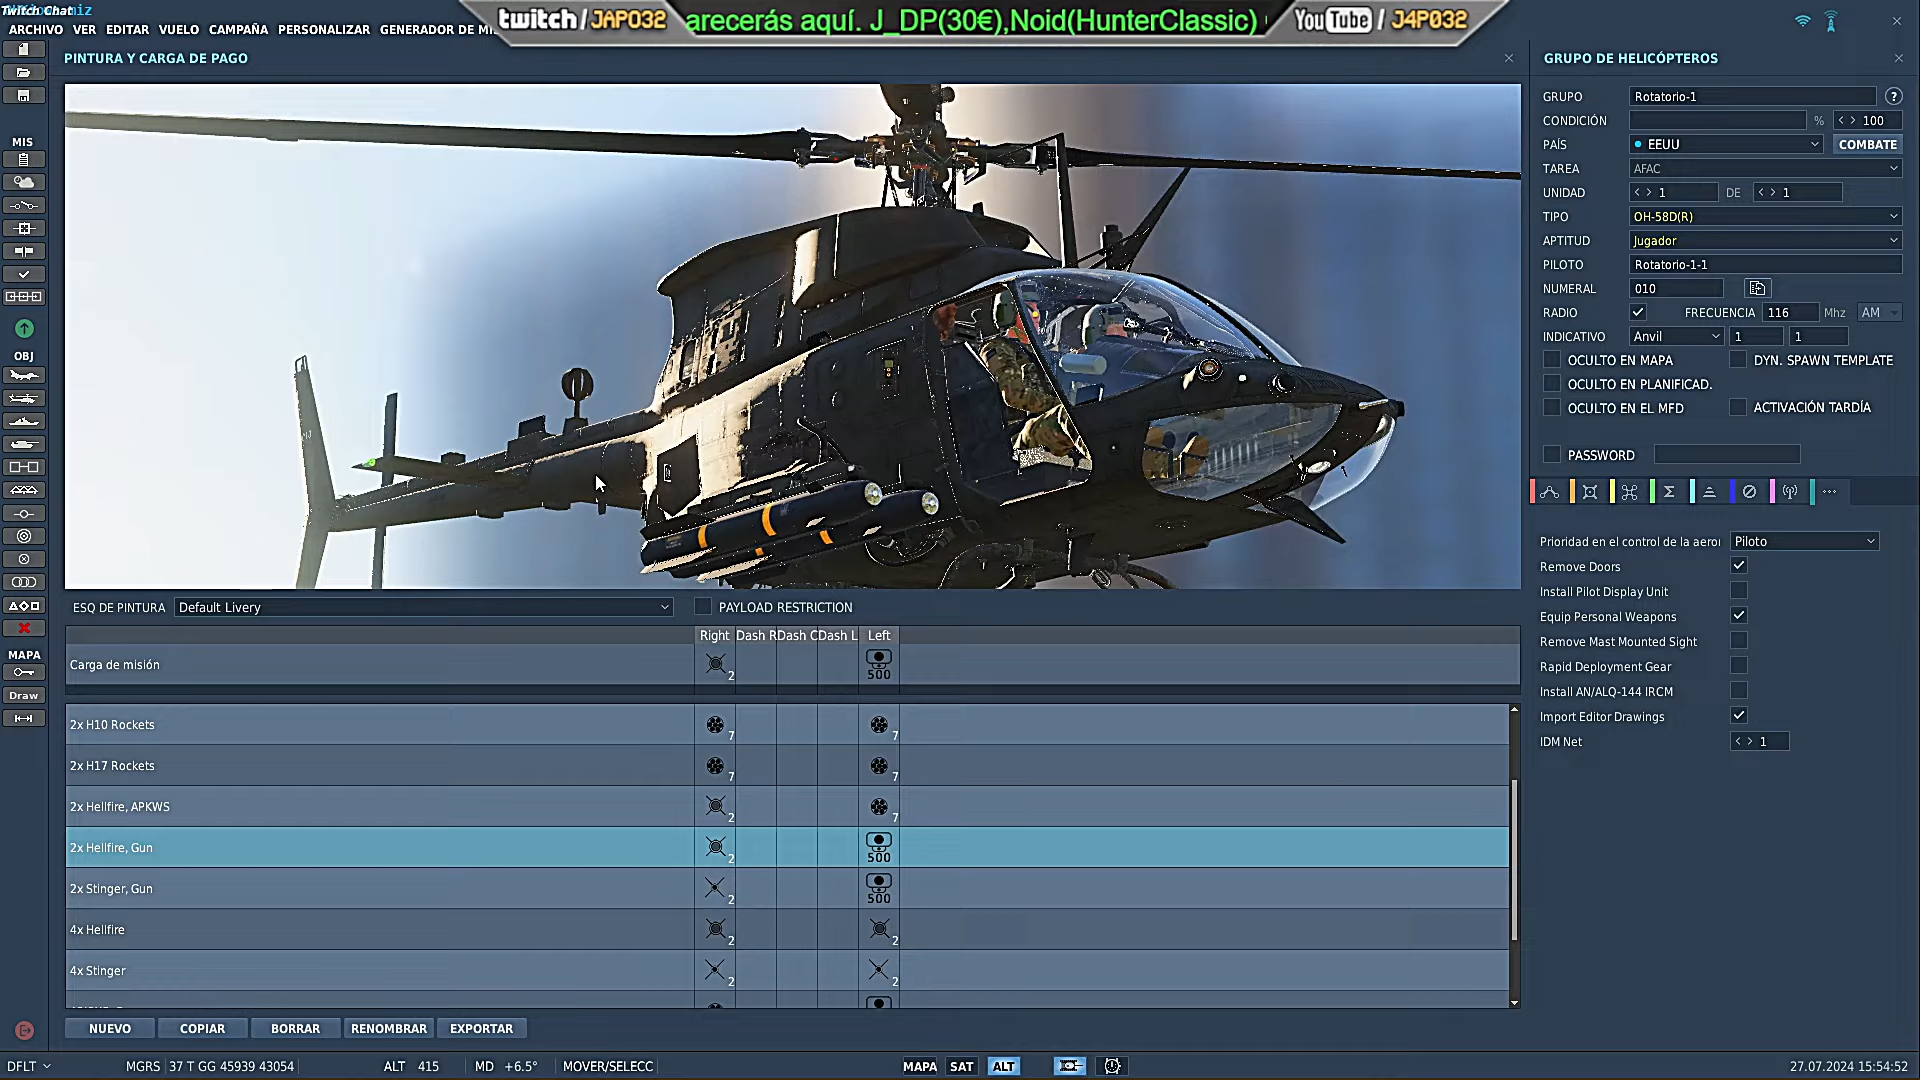 Twitch Chat
ARCHIVO VER EDITAR VUELO CAMPAÑA PERSONALIZAR GENERADOR DE MI
twitch / JAPO32
arecerás aquí. J_DP(30€),Noid(HunterClassic)
YouTube / J4P032
PINTURA Y CARGA DE PAGO
GRUPO DE HELICÓPTEROS
GRUPO Rotatorio-1 ?
CONDICIÓN % < > 100
PAÍS EEUU COMBATE
TAREA AFAC
UNIDAD < > 1 DE < > 1
TIPO OH-58D(R)
APTITUD Jugador
PILOTO Rotatorio-1-1
NUMERAL 010
RADIO FRECUENCIA 116 Mhz AM
INDICATIVO Anvil 1 1
OCULTO EN MAPA DYN. SPAWN TEMPLATE
OCULTO EN PLANIFICAD.
OCULTO EN EL MFD ACTIVACIÓN TARDÍA
PASSWORD
Prioridad en el control de la aeror Piloto
Remove Doors
Install Pilot Display Unit
Equip Personal Weapons
Remove Mast Mounted Sight
Rapid Deployment Gear
Install AN/ALQ-144 IRCM
Import Editor Drawings
IDM Net < > 1
MIS
OBJ
MAPA
Draw
ESQ DE PINTURA Default Livery PAYLOAD RESTRICTION
Right Dash R Dash C Dash L Left
Carga de misión 2 500
2x H10 Rockets 7 7
2x H17 Rockets 7 7
2x Hellfire, APKWS 2 7
2x Hellfire, Gun 2 500
2x Stinger, Gun 2 500
4x Hellfire 2 2
4x Stinger 2 2
NUEVO COPIAR BORRAR RENOMBRAR EXPORTAR
DFLT MGRS 37 T GG 45939 43054 ALT 415 MD +6.5° MOVER/SELECC MAPA SAT ALT 27.07.2024 15:54:52